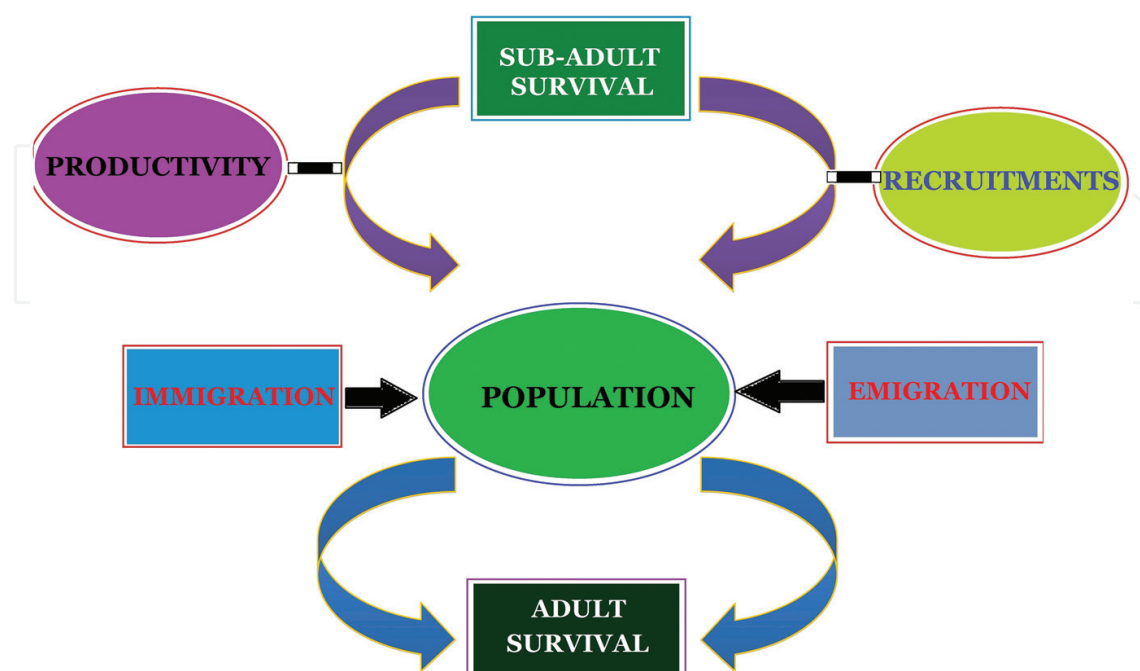 SUB-ADULT
SURVIVAL
PRODUCTIVITY
RECRUITMENTS
IMMIGRATION
POPULATION
EMIGRATION
ADULT
SURVIVAL